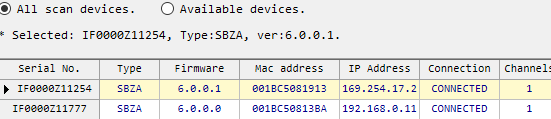 All scan devices. Available devices.
* Selected: IF0000Z11254, Type:SBZA, ver:6.0.0.1.
Serial No. Type Firmware Mac address IP Address Connection Channels
IF0000Z11254 SBZA 6.0.0.1 001BC5081913 169.254.17.2 CONNECTED 1
IF0000Z11777 SBZA 6.0.0.0 001BC50813BA 192.168.0.11 CONNECTED 1